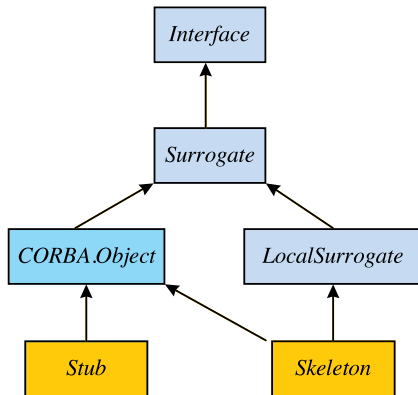 Interface
Surrogate
CORBA.Object
LocalSurrogate
Stub
Skeleton